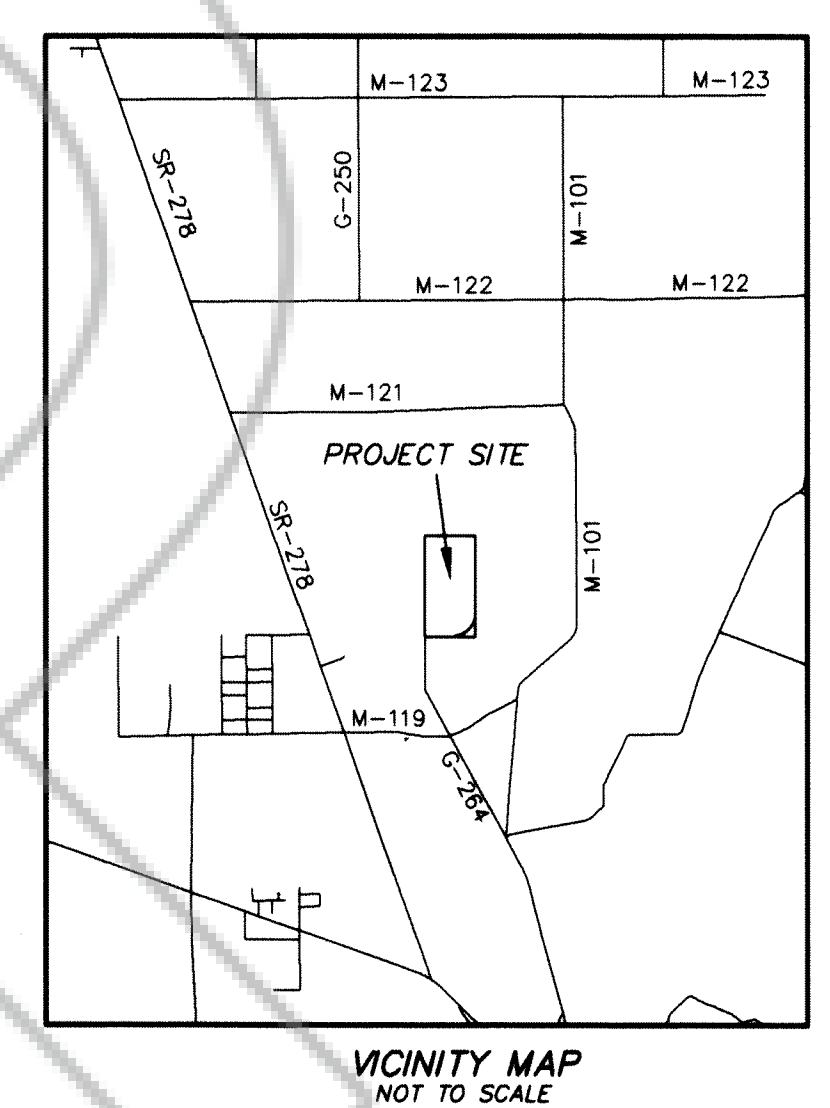 M-123
M-123
SR-278
G-250
M-101
M-122
M-122
M-121
PROJECT SITE
SR-278
M-101
M-119
G-264
VICINITY MAP
NOT TO SCALE